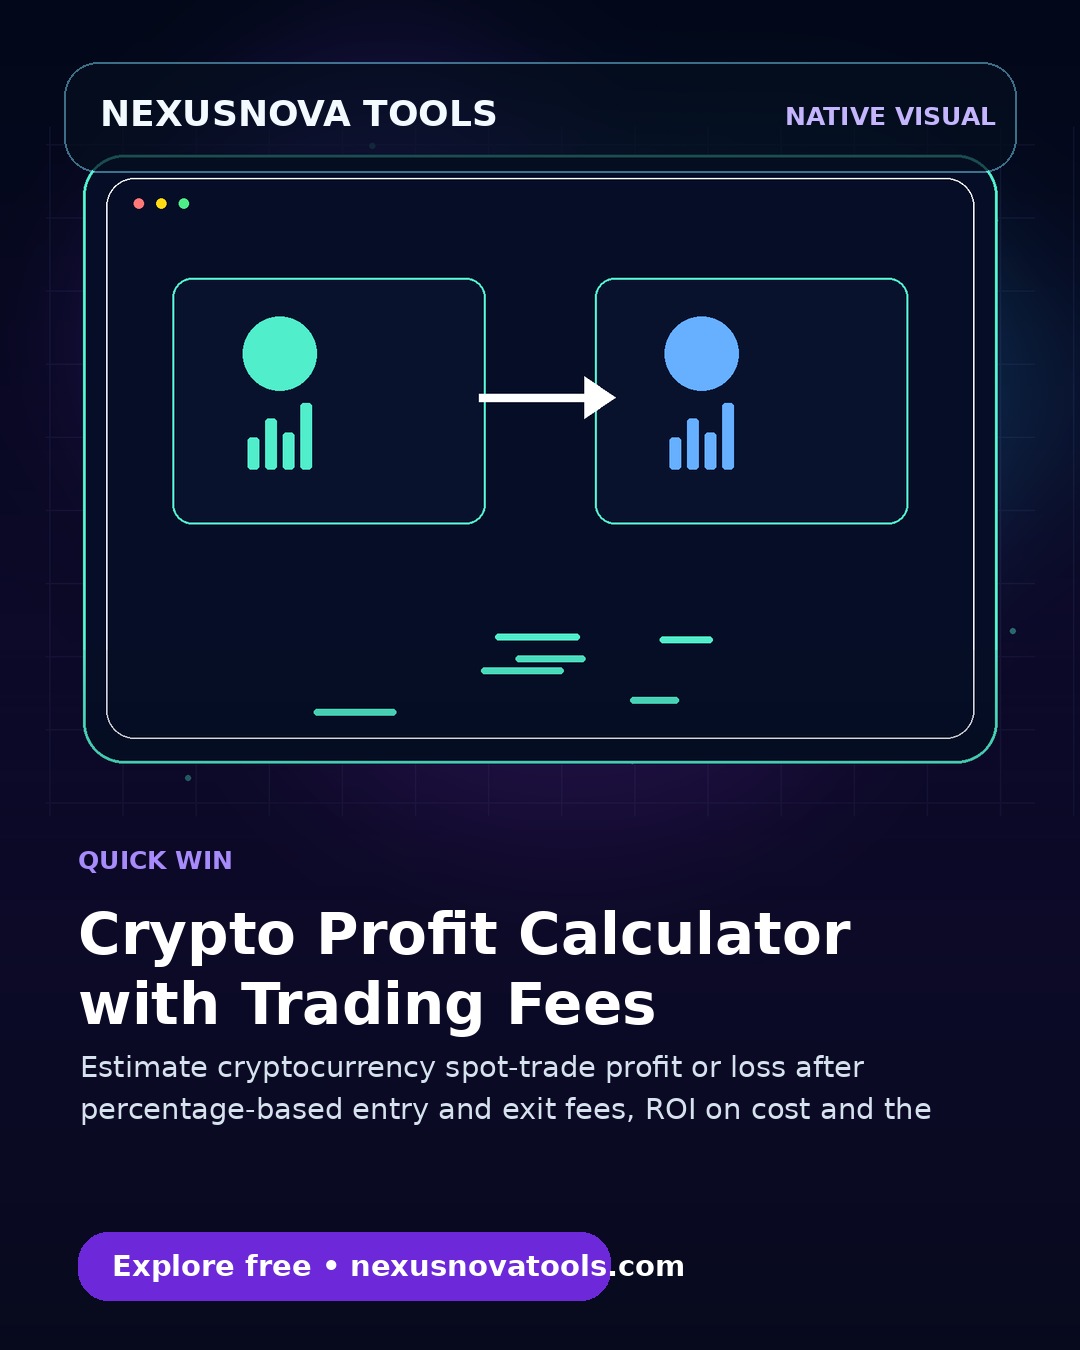 NEXUSNOVA TOOLS
NATIVE VISUAL
QUICK WIN
Crypto Profit Calculator
with Trading Fees
Estimate cryptocurrency spot-trade profit or loss after
percentage-based entry and exit fees, ROI on cost and the
Explore free • nexusnovatools.com